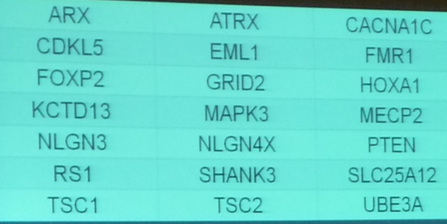 ARX ATRX CACNA1C
CDKL5 EML1 FMR1
FOXP2 GRID2 HOXA1
KCTD13 MAPK3 MECP2
NLGN3 NLGN4X PTEN
RS1 SHANK3 SLC25A12
TSC1 TSC2 UBE3A